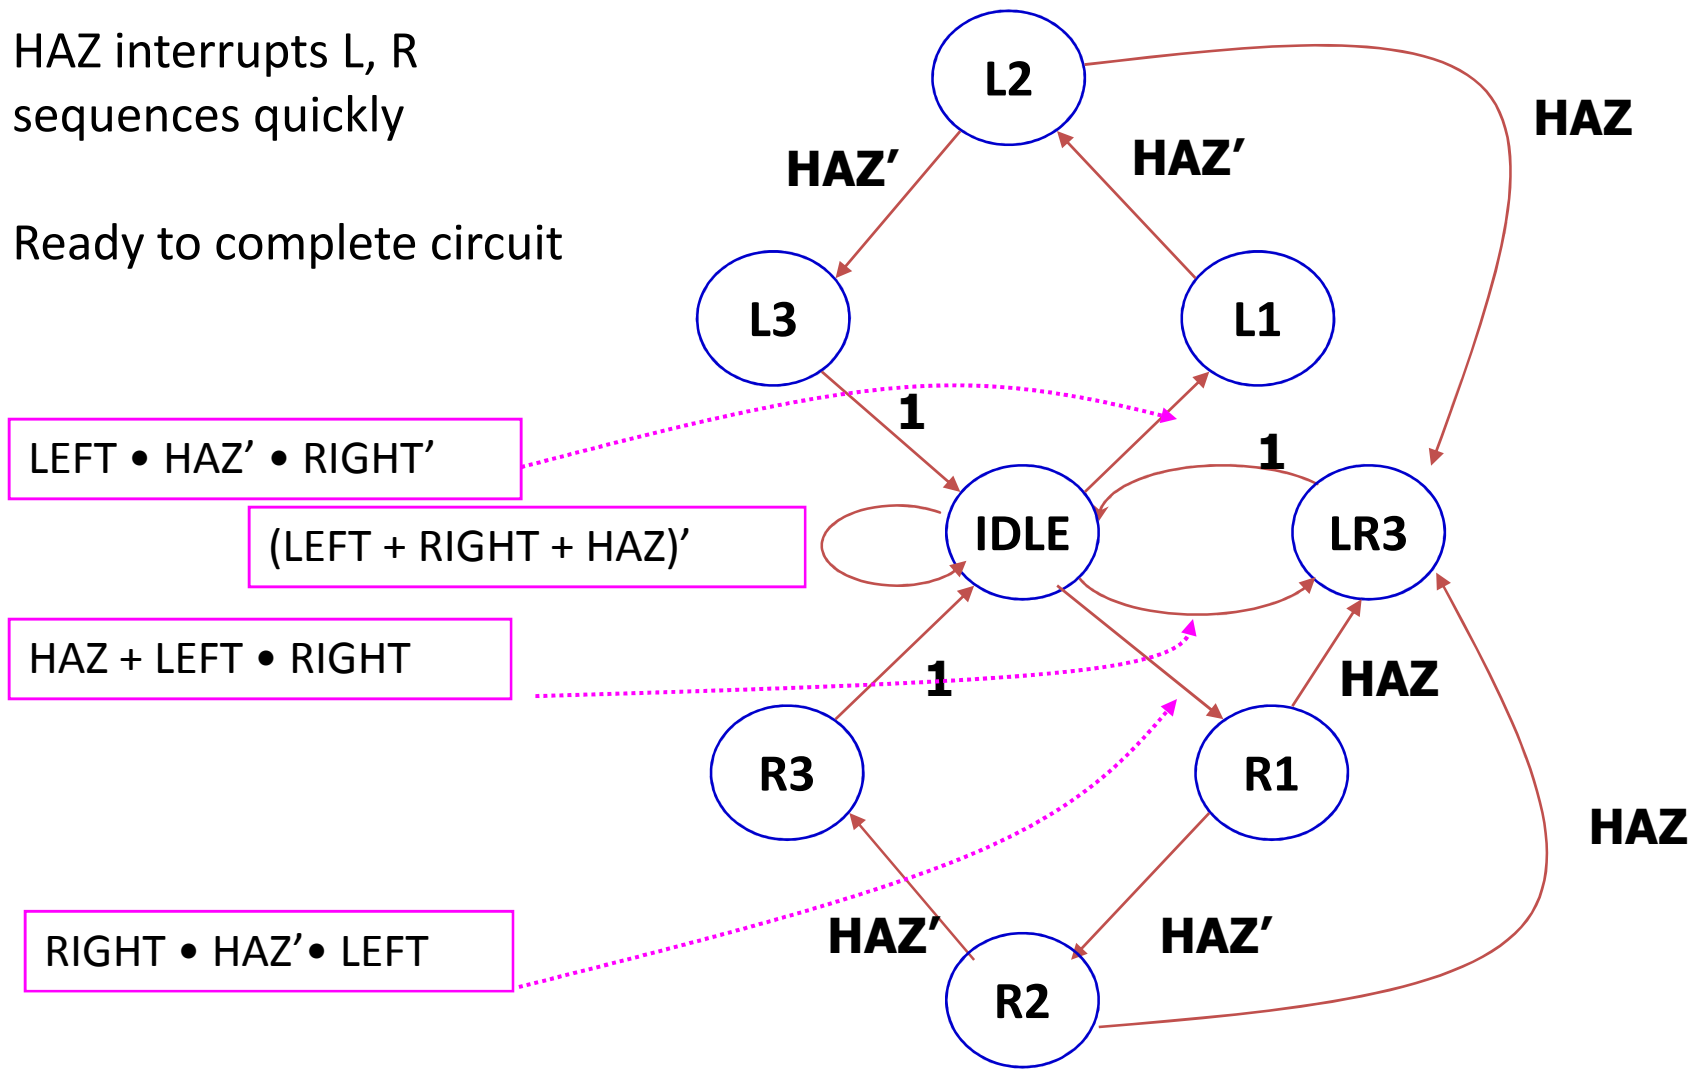 HAZ interrupts L, R
sequences quickly
Ready to complete circuit
L2
HAZ
HAZ’
HAZ’
L3
L1
1
LEFT • HAZ’ • RIGHT’
1
(LEFT + RIGHT + HAZ)’
IDLE
LR3
HAZ + LEFT • RIGHT
1
HAZ
R3
R1
HAZ
RIGHT • HAZ’• LEFT
HAZ’
HAZ’
R2